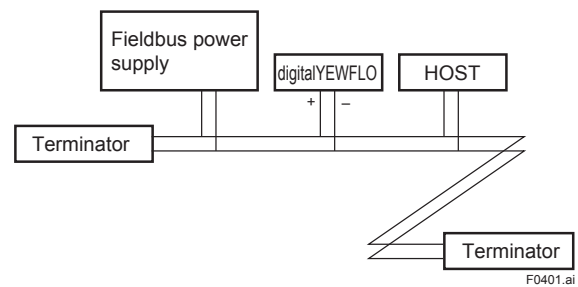 Fieldbus power
supply
digitalYEWFLO
HOST
+ –
Terminator
Terminator
F0401.ai